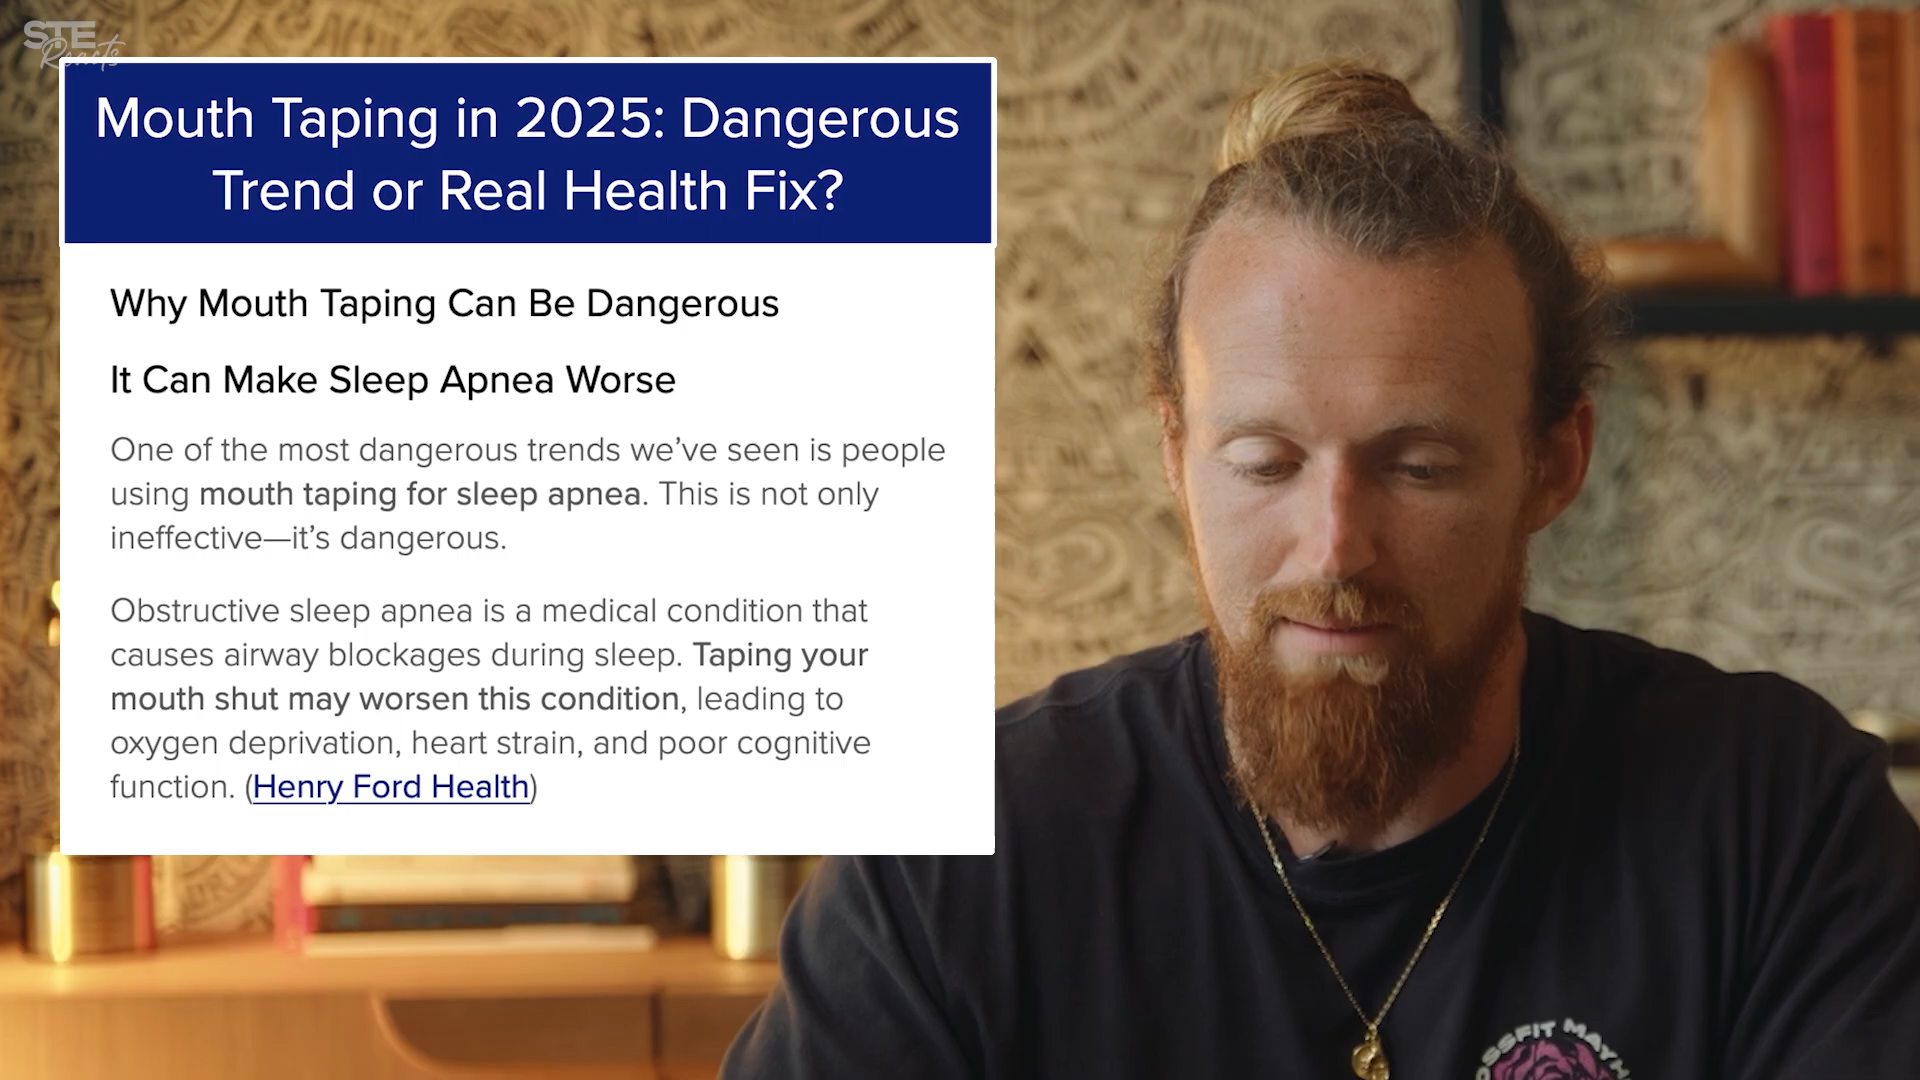 STE
Reacts
Mouth Taping in 2025: Dangerous
Trend or Real Health Fix?
Why Mouth Taping Can Be Dangerous
It Can Make Sleep Apnea Worse
One of the most dangerous trends we’ve seen is people
using mouth taping for sleep apnea. This is not only
ineffective—it’s dangerous.
Obstructive sleep apnea is a medical condition that
causes airway blockages during sleep. Taping your
mouth shut may worsen this condition, leading to
oxygen deprivation, heart strain, and poor cognitive
function. (Henry Ford Health)